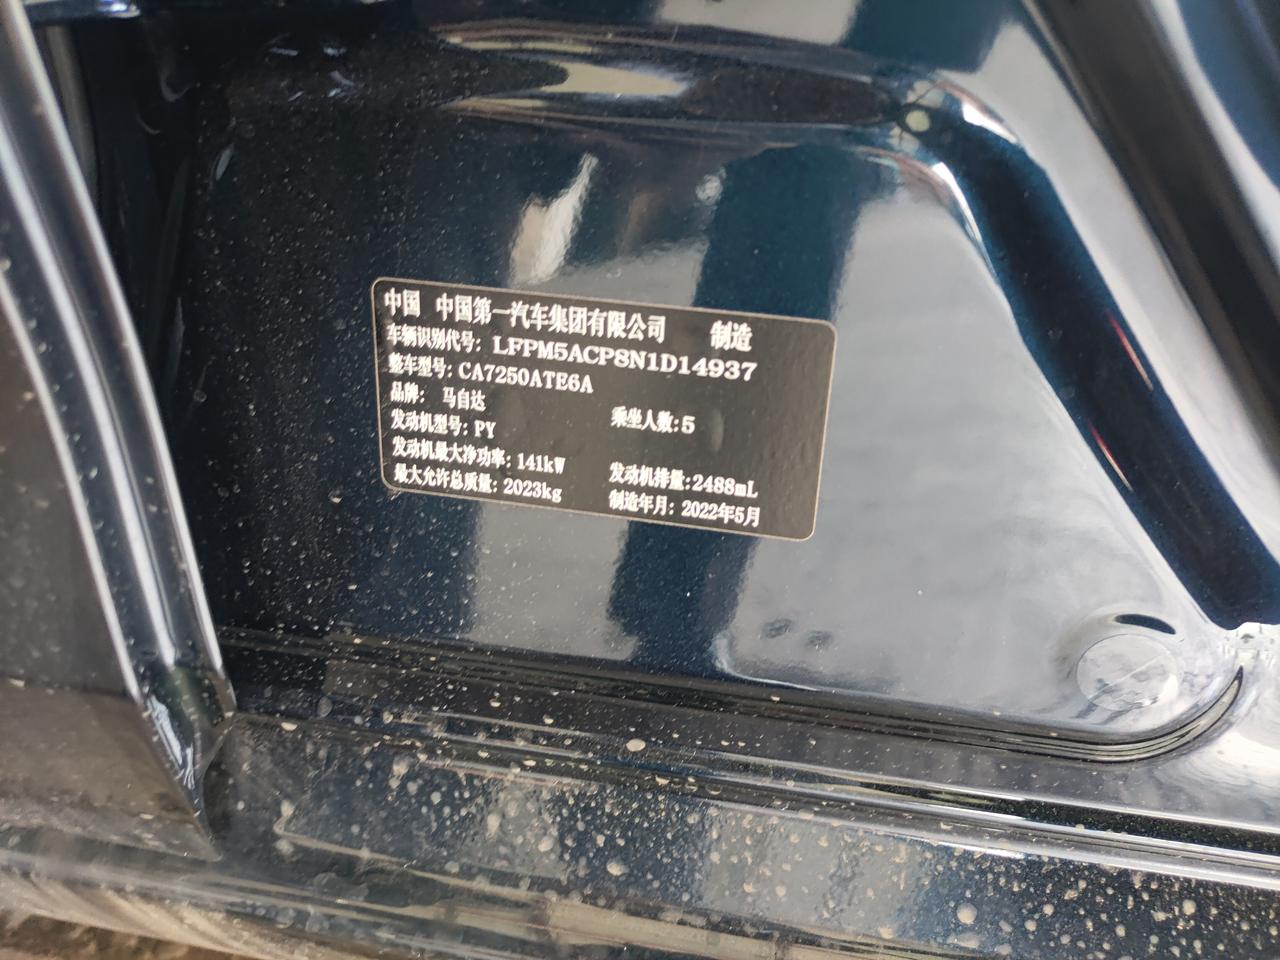 中国 中国第一汽车集团有限公司 制造
车辆识别代号: LFPM5ACP8N1D14937
整车型号: CA7250ATE6A
品牌: 马自达 乘坐人数:5
发动机型号: PY
发动机最大净功率: 141kW 发动机排量:2488mL
最大允许总质量: 2023kg 制造年月: 2022年5月